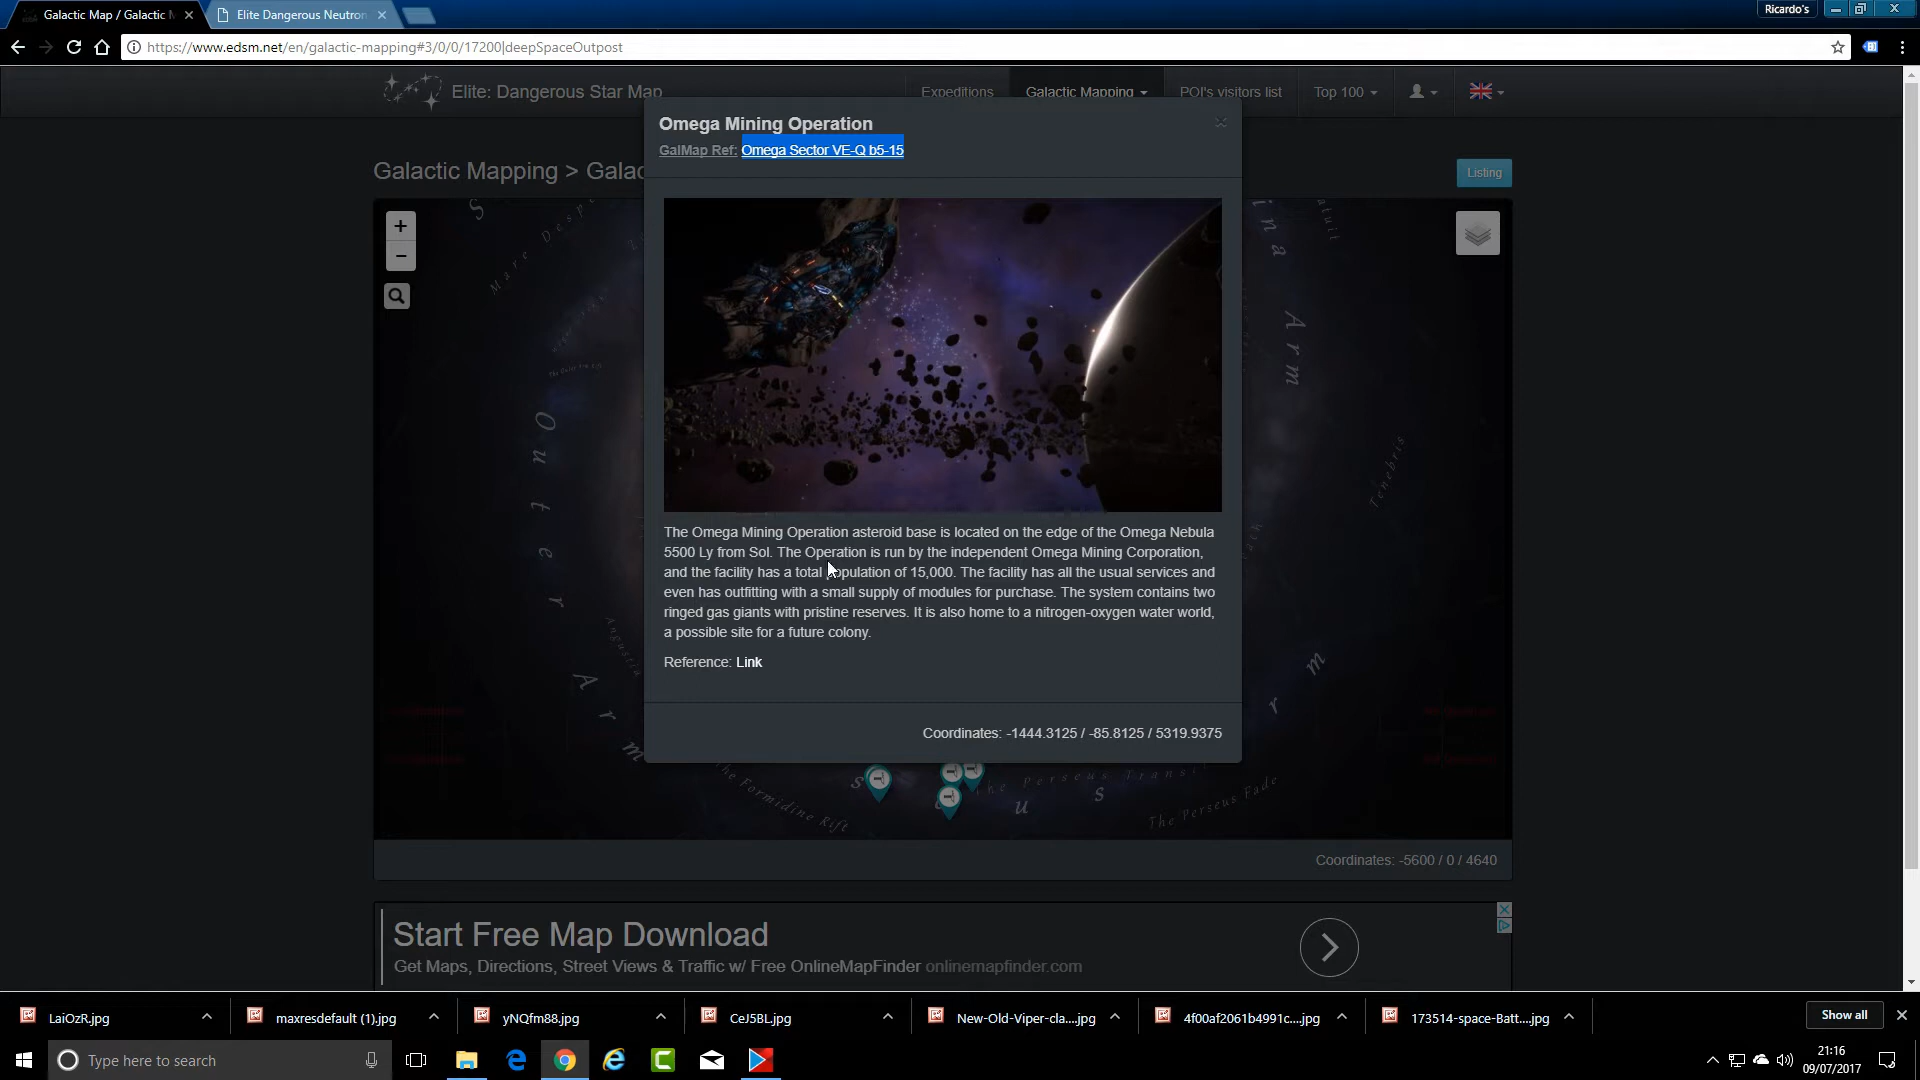 Galactic Map / Galactic M
Elite Dangerous Neutron
Ricardo's
https://www.edsm.net/en/galactic-mapping#3/0/0/17200|deepSpaceOutpost
Elite: Dangerous Star Map
Expeditions
Galactic Mapping
POI's visitors list
Top 100
Omega Mining Operation
GalMap Ref: Omega Sector VE-Q b5-15
Galactic Mapping > Galac
Listing
The Omega Mining Operation asteroid base is located on the edge of the Omega Nebula
5500 Ly from Sol. The Operation is run by the independent Omega Mining Corporation,
and the facility has a total population of 15,000. The facility has all the usual services and
even has outfitting with a small supply of modules for purchase. The system contains two
ringed gas giants with pristine reserves. It is also home to a nitrogen-oxygen water world,
a possible site for a future colony.
Reference: Link
Coordinates: -1444.3125 / -85.8125 / 5319.9375
Outer Arm
Arm
Tenebris
The Formidine Rift
The Perseus Transit
The Perseus Fade
Coordinates: -5600 / 0 / 4640
Start Free Map Download
Get Maps, Directions, Street Views & Traffic w/ Free OnlineMapFinder onlinemapfinder.com
LaiOzR.jpg
maxresdefault (1).jpg
yNQfm88.jpg
CeJ5BL.jpg
New-Old-Viper-cla....jpg
4f00af2061b4991c....jpg
173514-space-Batt....jpg
Show all
Type here to search
21:16
09/07/2017